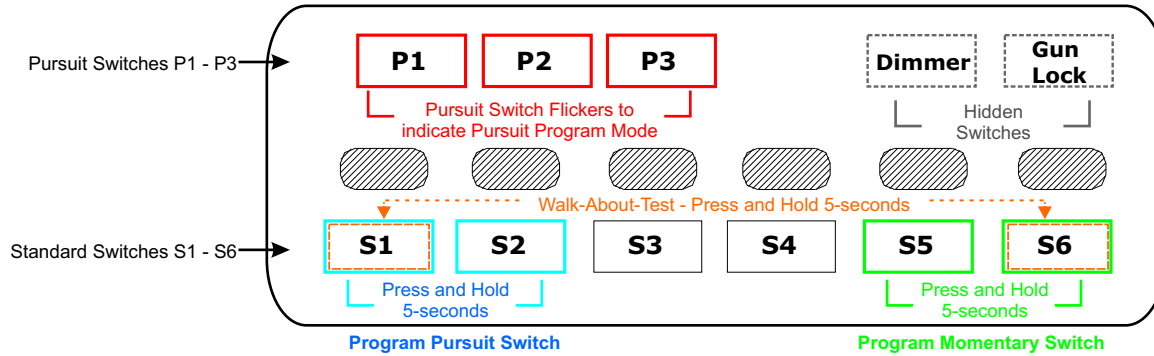 Pursuit Switches P1 - P3
P1 P2 P3
Dimmer
Gun
Lock
Pursuit Switch Flickers to
indicate Pursuit Program Mode
Hidden
Switches
Walk-About-Test - Press and Hold 5-seconds
Standard Switches S1 - S6
S1 S2 S3 S4 S5 S6
Press and Hold
5-seconds
Press and Hold
5-seconds
Program Pursuit Switch
Program Momentary Switch